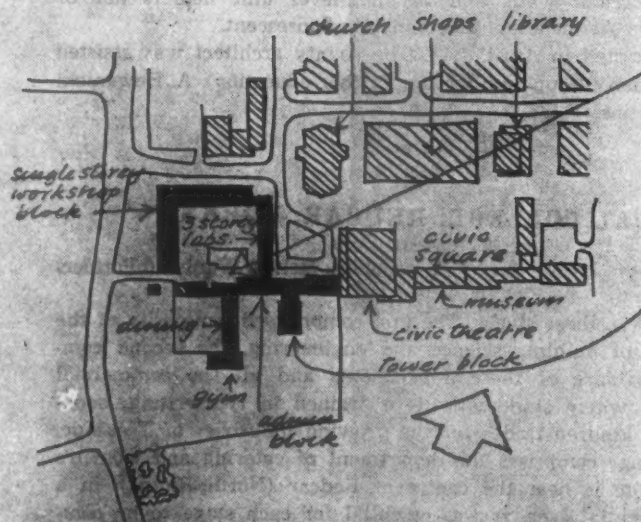 church shops library
single storey
workshop
block
3 storey
labs.
civic
square
museum
dining
civic theatre
Tower block
gym
admin
block